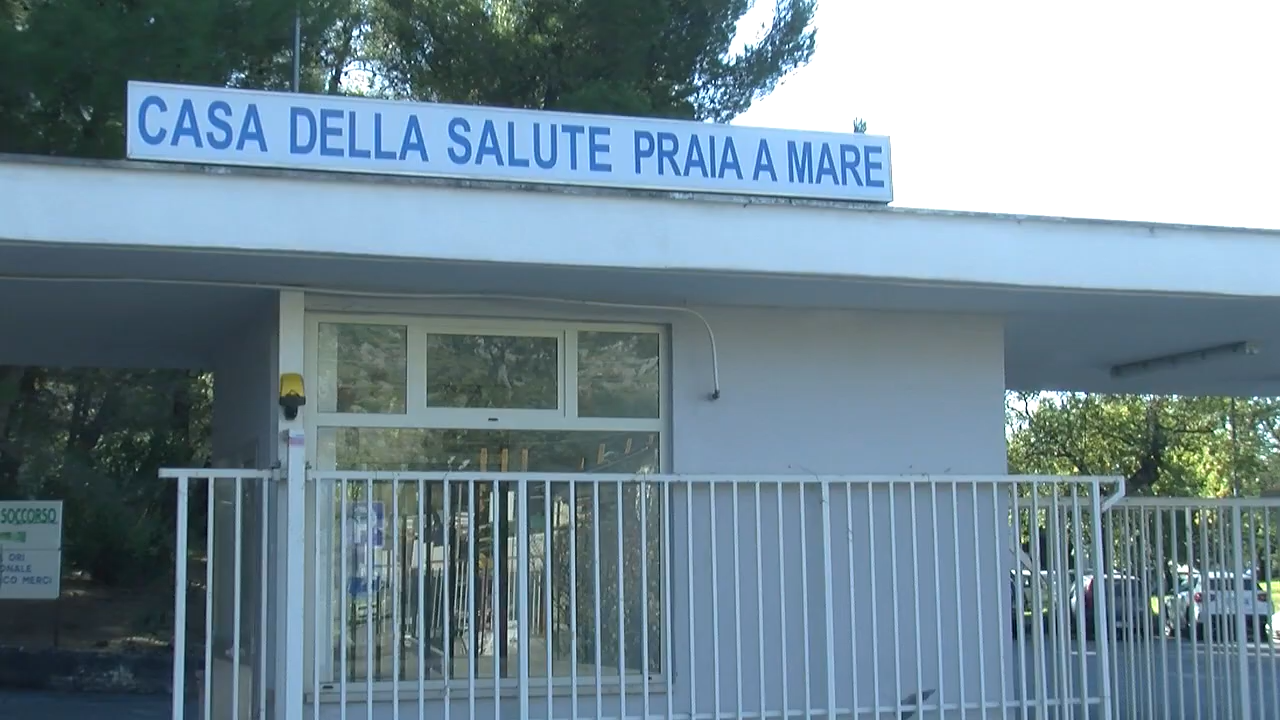 CASA DELLA SALUTE PRAIA A MARE
SOCCORSO
ORI
ONALE
CO MERCI